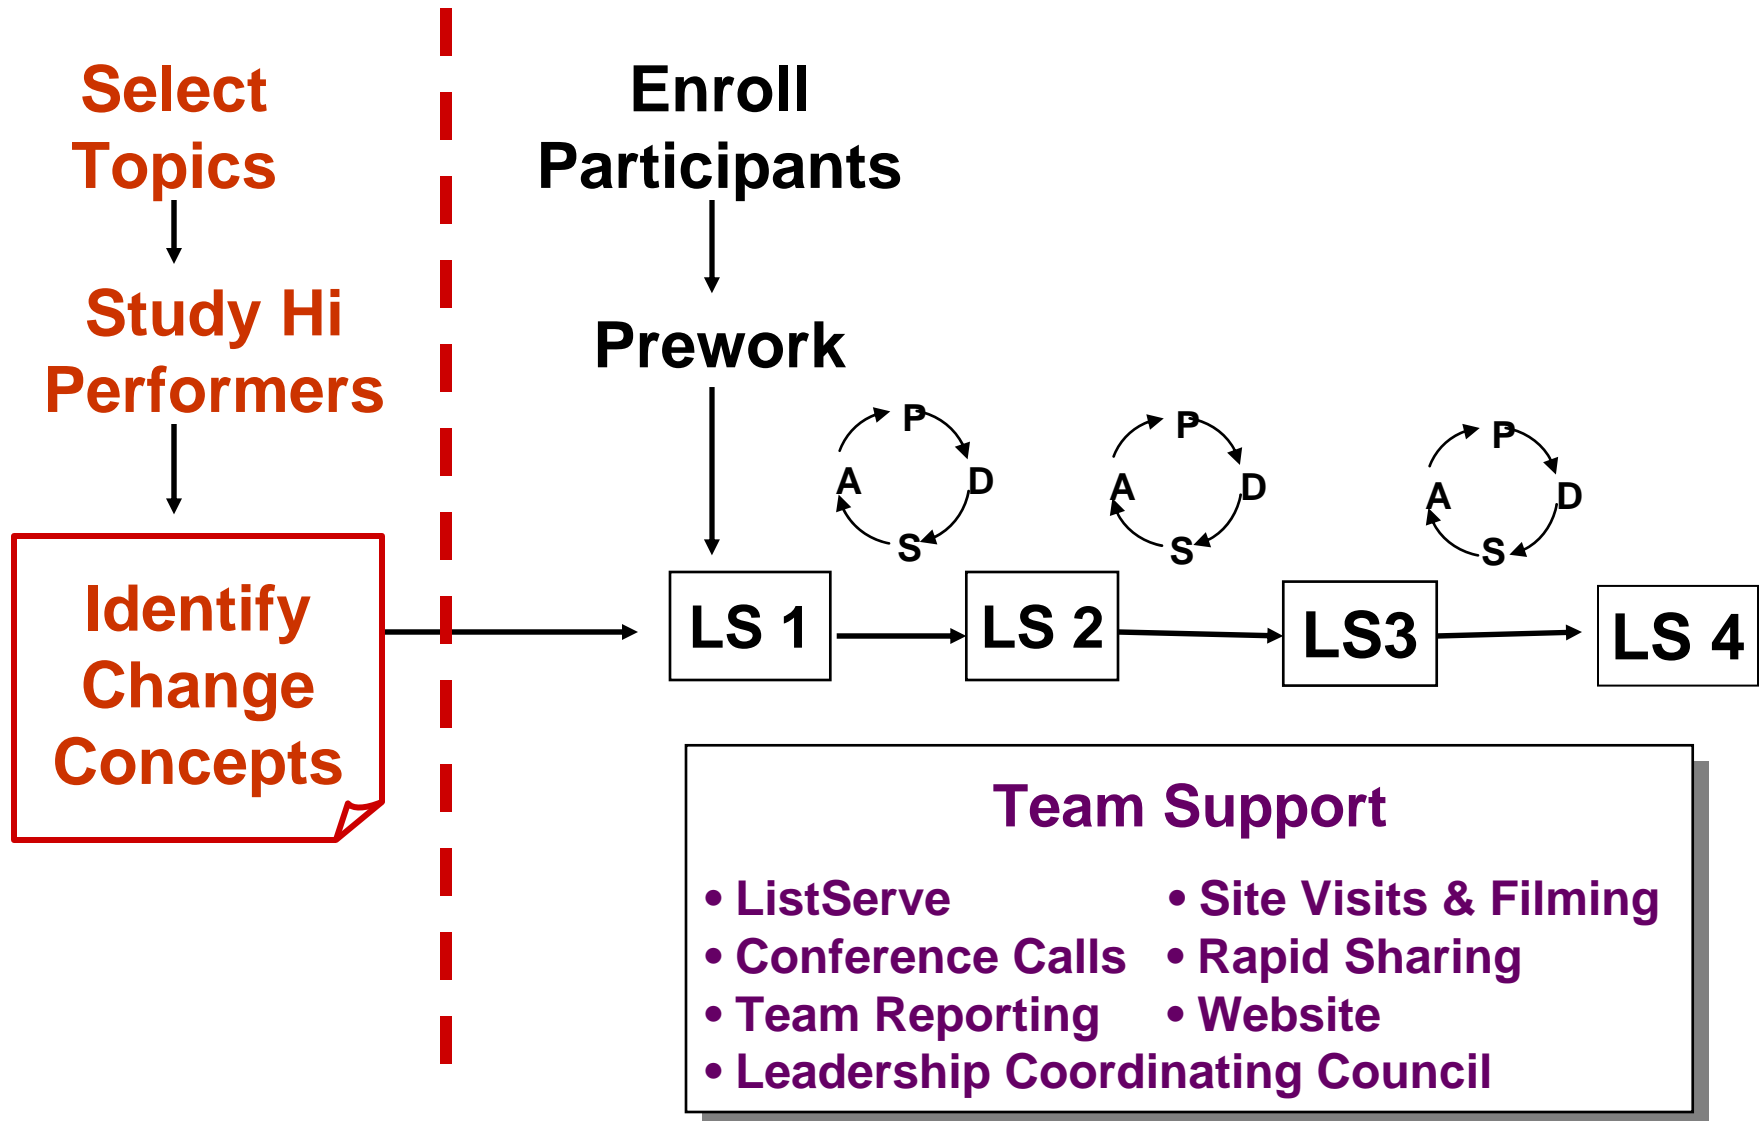 Select
Topics
Study Hi
Performers
Identify
Change
Concepts
Enroll
Participants
Prework
P
A D
S
P
A D
S
P
A D
S
LS 1
LS 2
LS3
LS 4
Team Support
• ListServe • Site Visits & Filming
• Conference Calls • Rapid Sharing
• Team Reporting • Website
• Leadership Coordinating Council